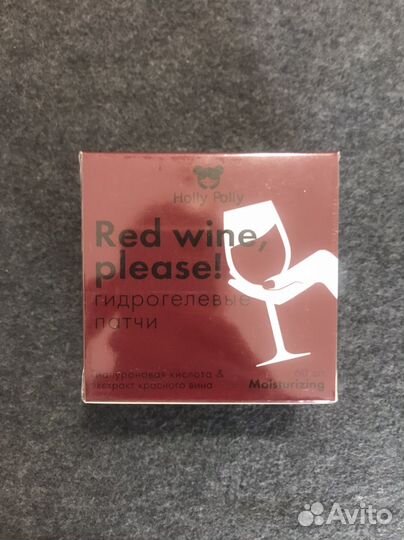 Holly Polly
Red wine,
please!
гидрогелевые
патчи
гиалуроновая кислота &
экстракт красного вина
60 шт
Moisturizing
Avito